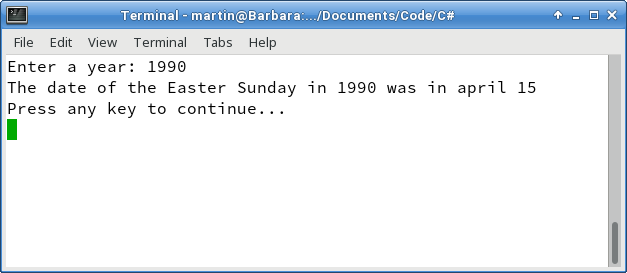 Terminal - martin@Barbara:.../Documents/Code/C#
File Edit View Terminal Tabs Help
Enter a year: 1990
The date of the Easter Sunday in 1990 was in april 15
Press any key to continue...